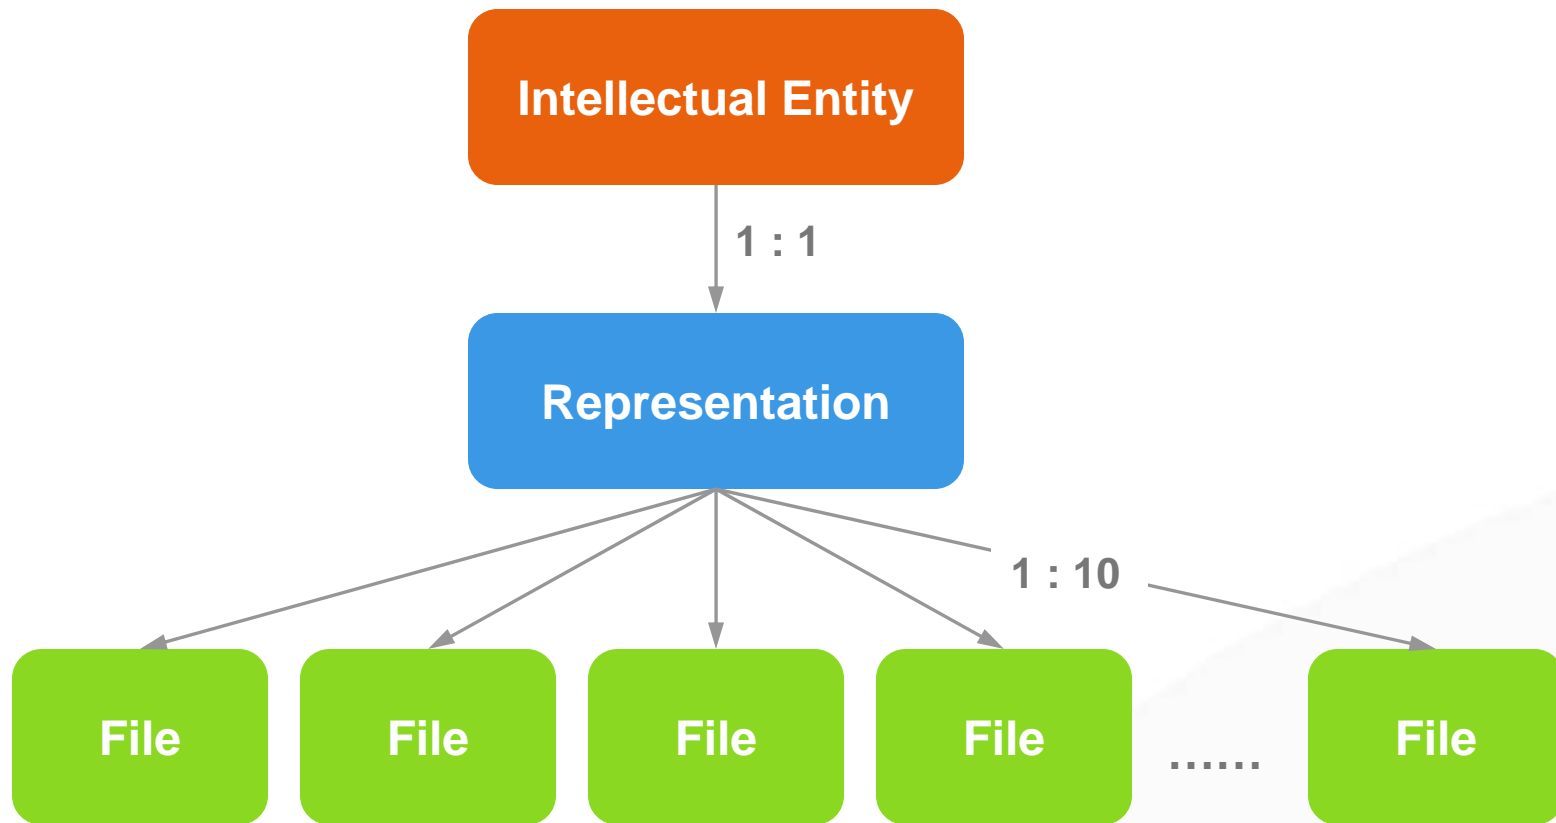 Intellectual Entity
1 : 1
Representation
1 : 10
File
File
File
File
......
File